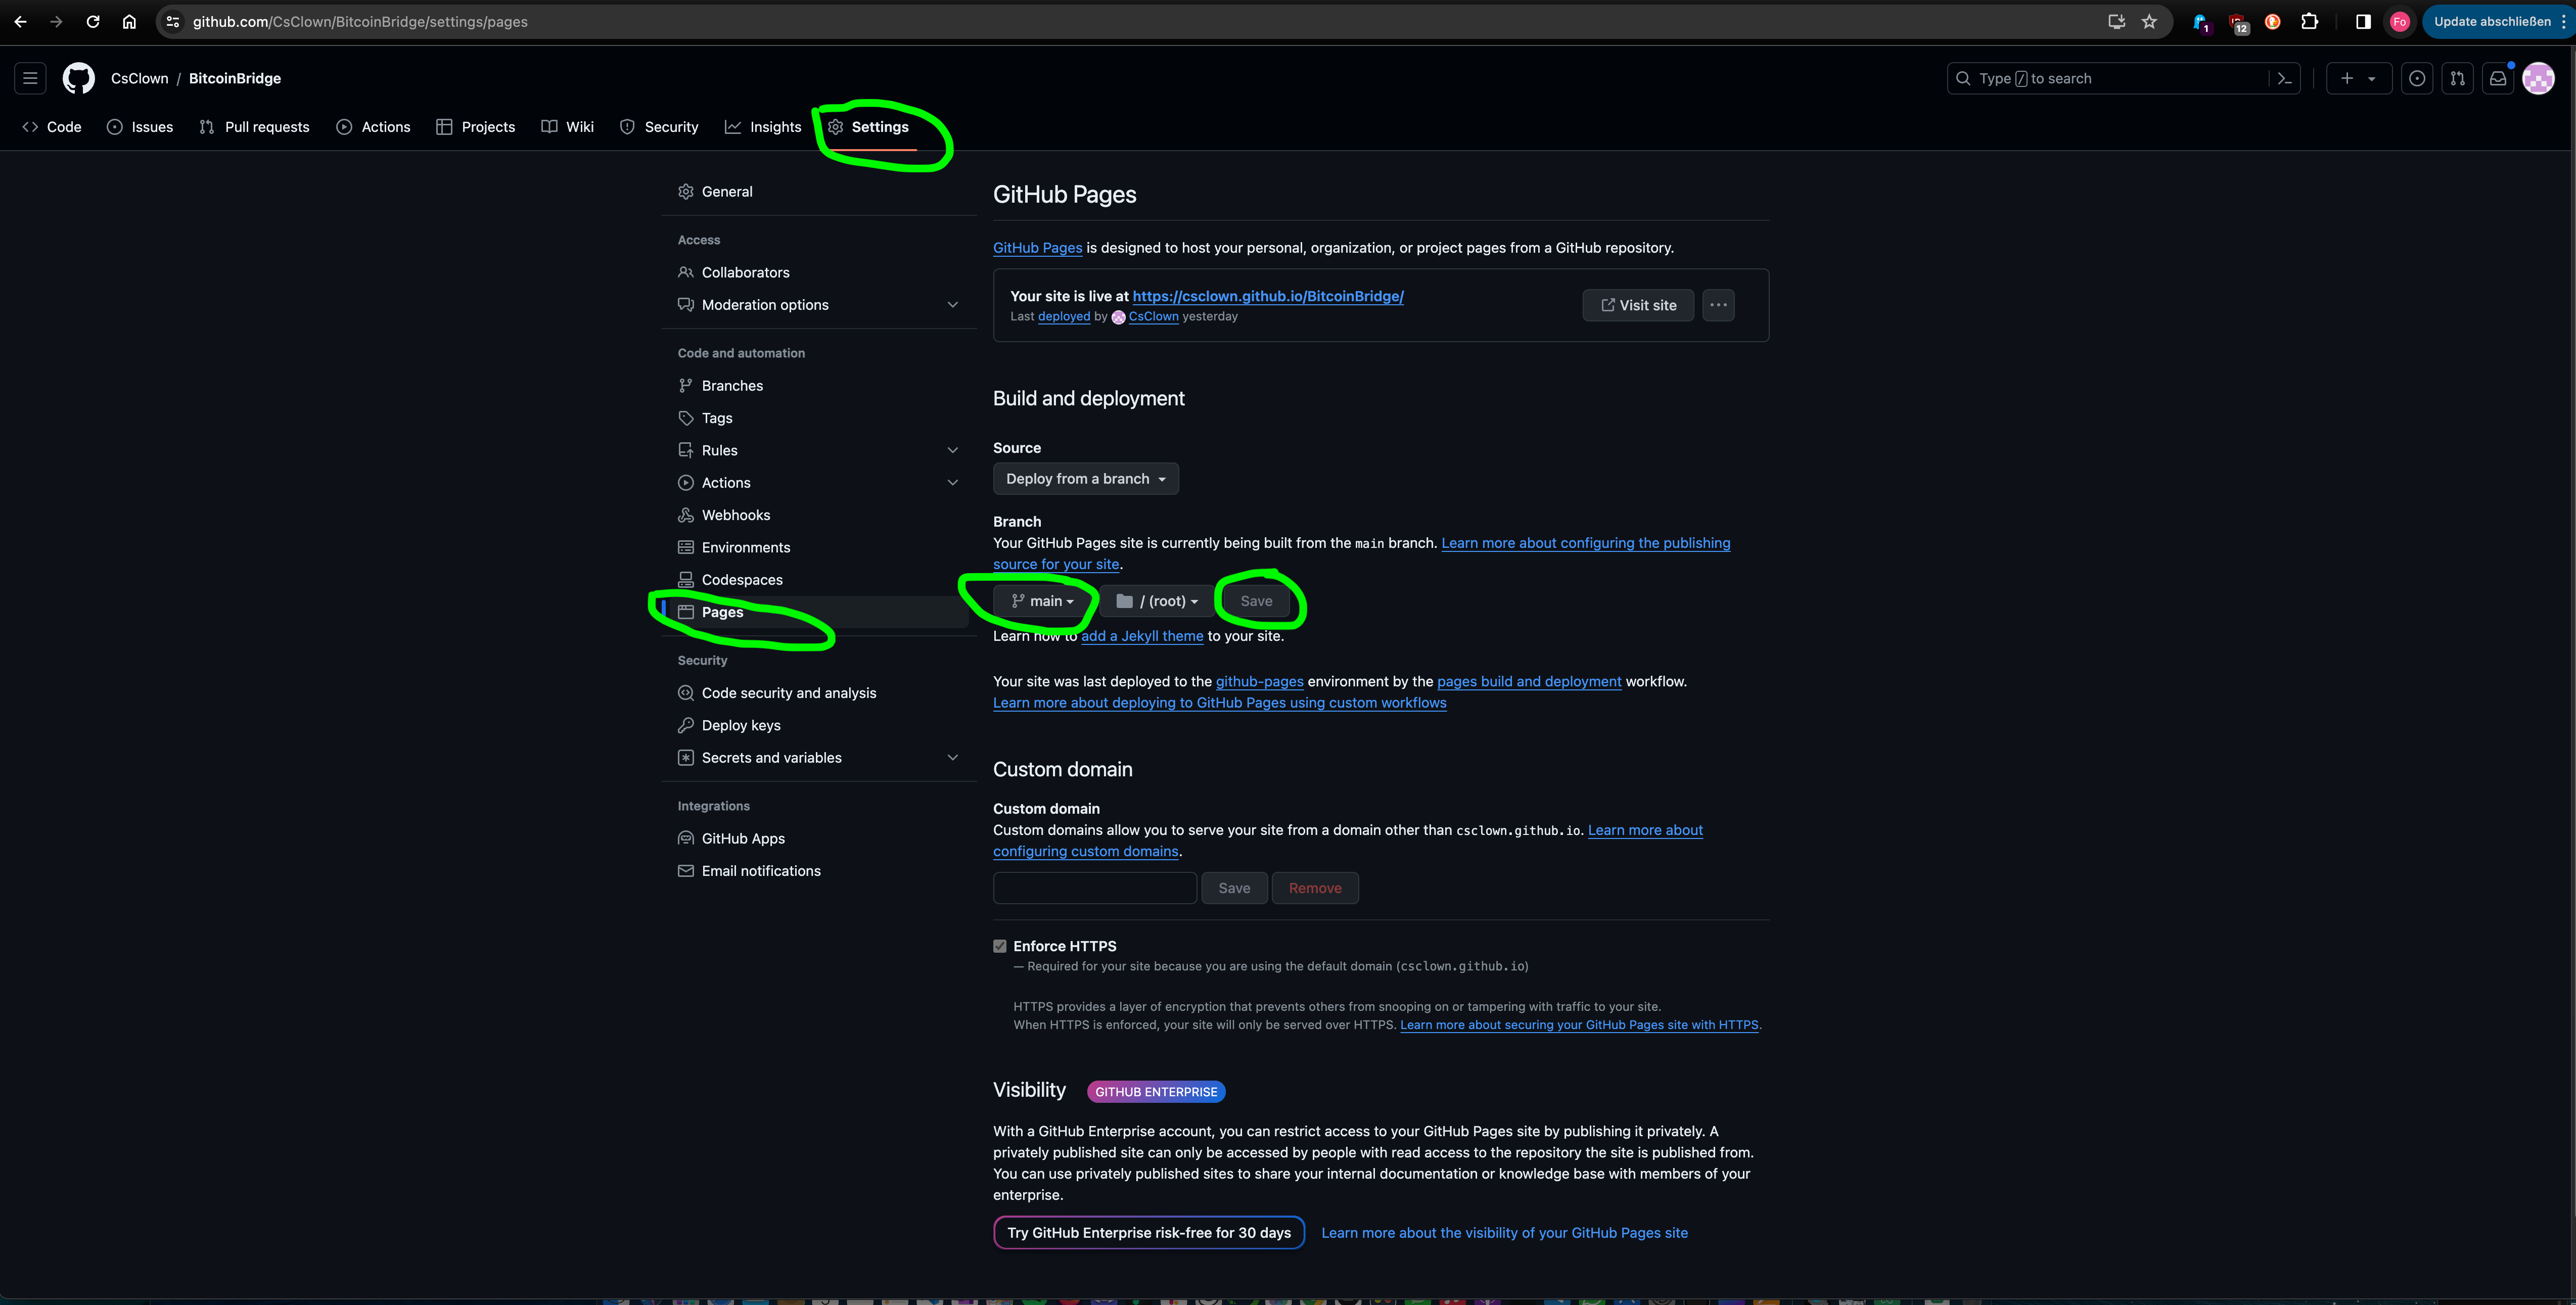 github.com/CsClown/BitcoinBridge/settings/pages
1
12
Fo
Update abschließen
CsClown / BitcoinBridge
Type / to search
Code
Issues
Pull requests
Actions
Projects
Wiki
Security
Insights
Settings
General
Access
Collaborators
Moderation options
Code and automation
Branches
Tags
Rules
Actions
Webhooks
Environments
Codespaces
Pages
Security
Code security and analysis
Deploy keys
Secrets and variables
Integrations
GitHub Apps
Email notifications
GitHub Pages
GitHub Pages is designed to host your personal, organization, or project pages from a GitHub repository.
Your site is live at https://csclown.github.io/BitcoinBridge/
Last deployed by CsClown yesterday
Visit site
Build and deployment
Source
Deploy from a branch
Branch
Your GitHub Pages site is currently being built from the main branch. Learn more about configuring the publishing
source for your site.
main
/ (root)
Save
Learn how to add a Jekyll theme to your site.
Your site was last deployed to the github-pages environment by the pages build and deployment workflow.
Learn more about deploying to GitHub Pages using custom workflows
Custom domain
Custom domain
Custom domains allow you to serve your site from a domain other than csclown.github.io. Learn more about
configuring custom domains.
Save
Remove
Enforce HTTPS
— Required for your site because you are using the default domain (csclown.github.io)
HTTPS provides a layer of encryption that prevents others from snooping on or tampering with traffic to your site.
When HTTPS is enforced, your site will only be served over HTTPS. Learn more about securing your GitHub Pages site with HTTPS.
Visibility
GITHUB ENTERPRISE
With a GitHub Enterprise account, you can restrict access to your GitHub Pages site by publishing it privately. A
privately published site can only be accessed by people with read access to the repository the site is published from.
You can use privately published sites to share your internal documentation or knowledge base with members of your
enterprise.
Try GitHub Enterprise risk-free for 30 days
Learn more about the visibility of your GitHub Pages site